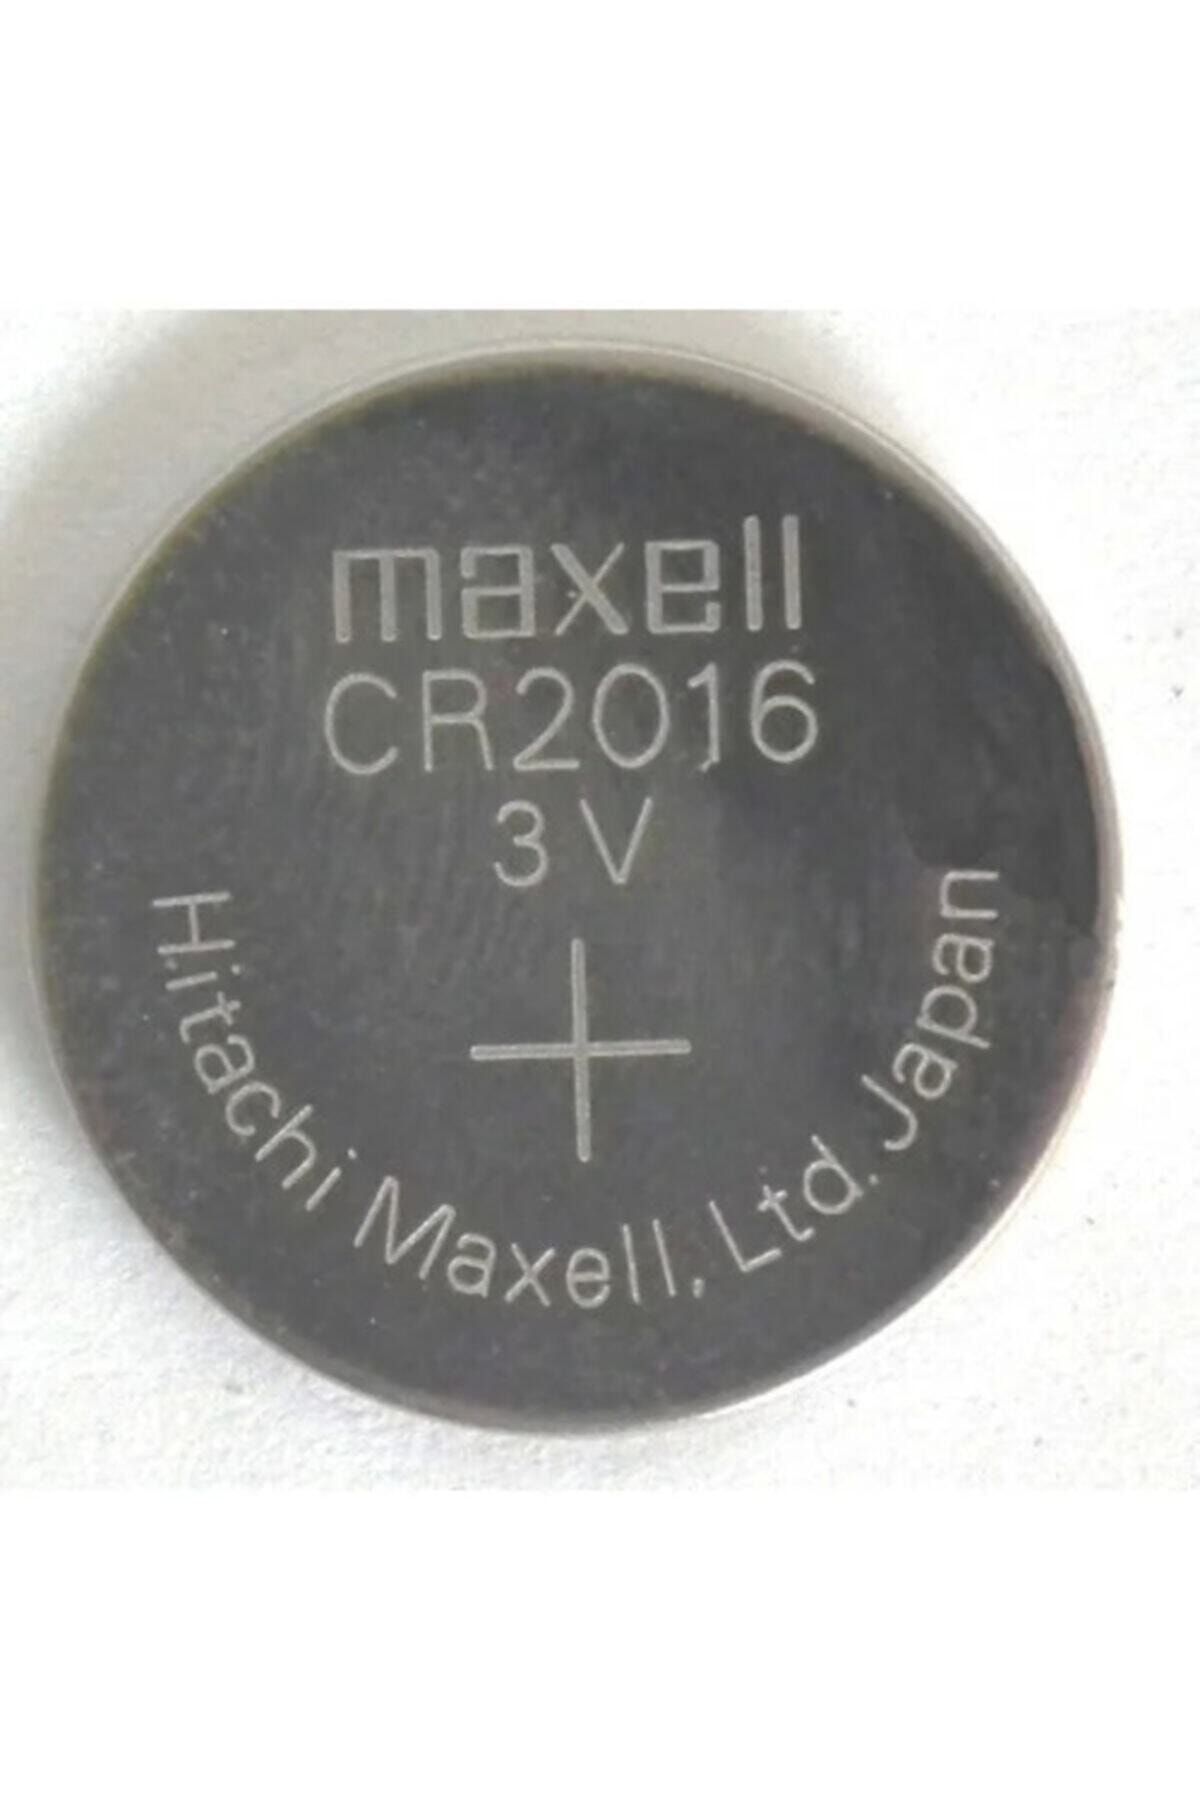 maxell
CR2016
3V
+
Hitachi Maxell, Ltd. Japan